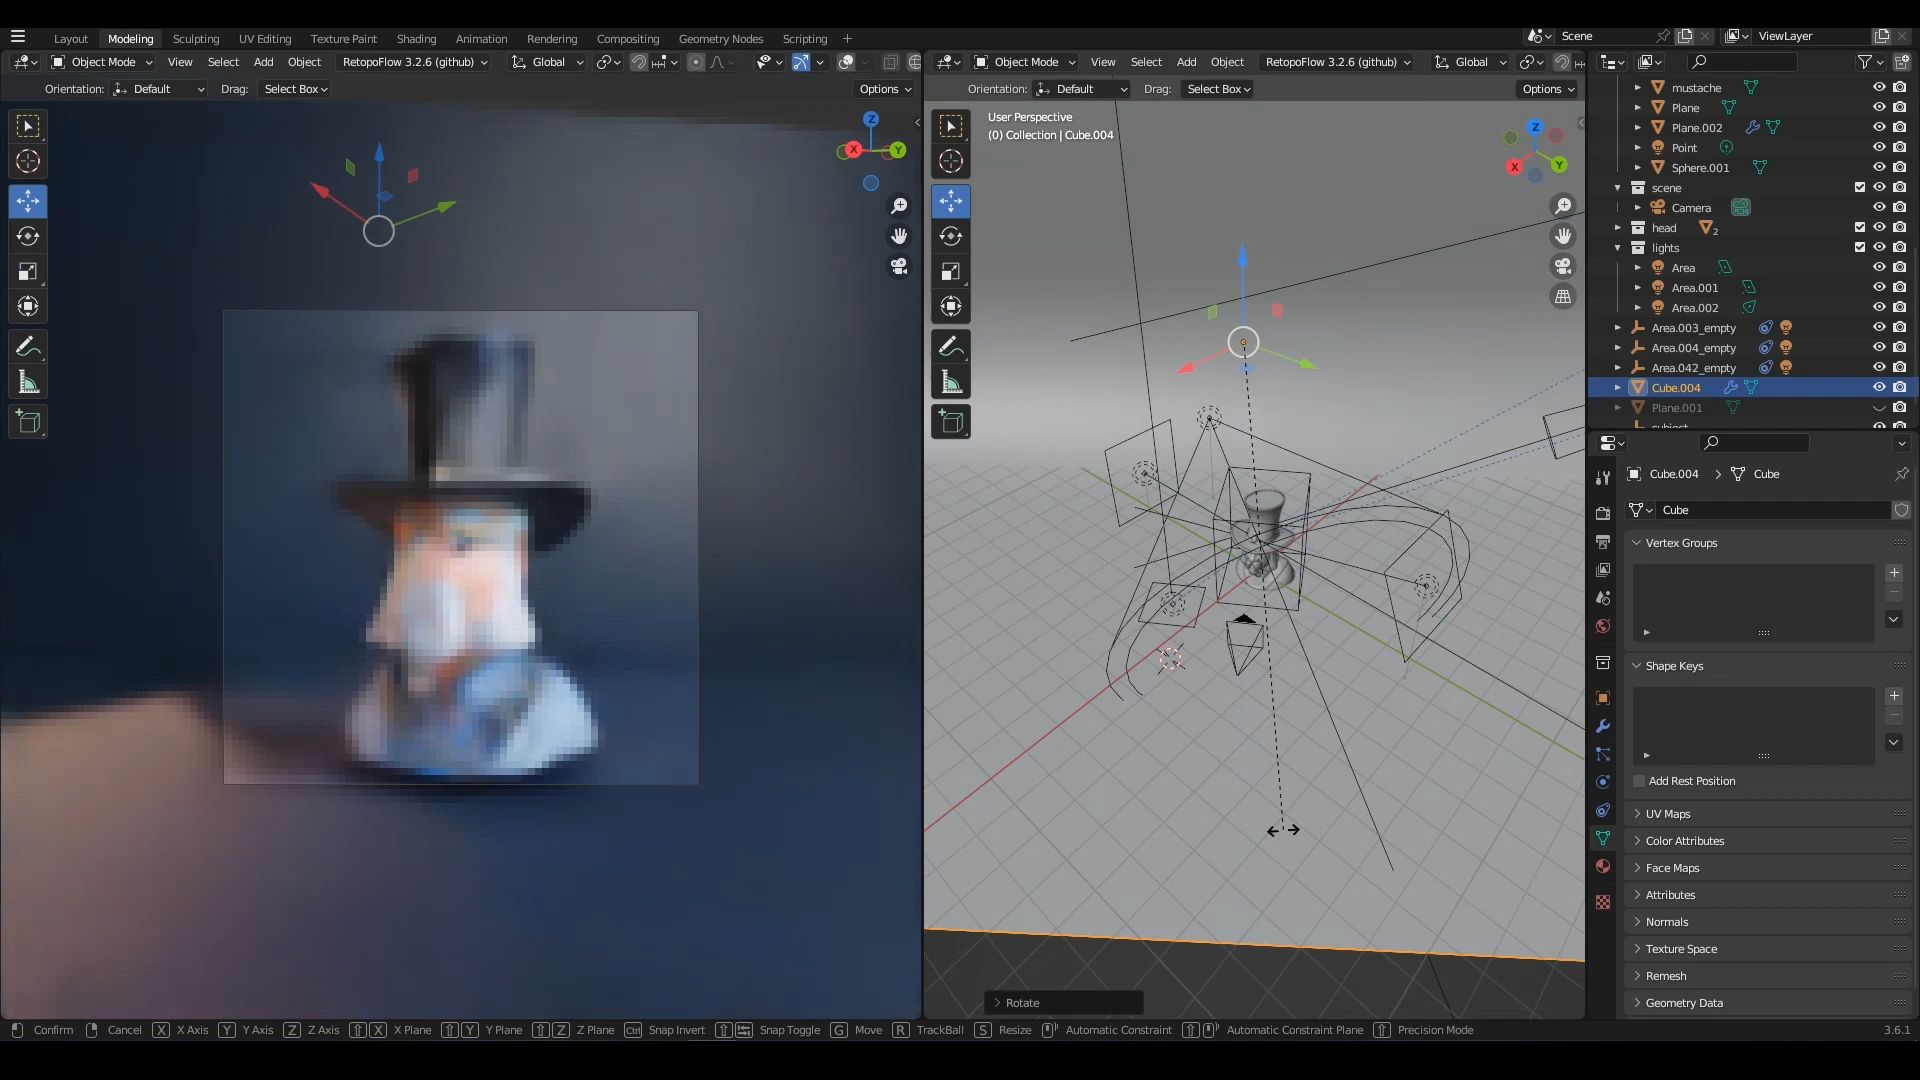 Layout Modeling Sculpting UV Editing Texture Paint Shading Animation Rendering Compositing Geometry Nodes Scripting + Scene ViewLayer
Object Mode View Select Add Object RetopoFlow 3.2.6 (github) Global
Object Mode View Select Add Object RetopoFlow 3.2.6 (github) Global
Orientation: Default Drag: Select Box Options
Orientation: Default Drag: Select Box Options
Z
X
Y
User Perspective
(0) Collection | Cube.004
Z
X
Y
mustache
Plane
Plane.002
Point
Sphere.001
scene
Camera
head 2
lights
Area
Area.001
Area.002
Area.003_empty
Area.004_empty
Area.042_empty
Cube.004
Plane.001
subject
Cube.004 > Cube
Cube
Vertex Groups
Shape Keys
Add Rest Position
UV Maps
Color Attributes
Face Maps
Attributes
Normals
Texture Space
Remesh
Geometry Data
Rotate
Confirm Cancel X X Axis Y Y Axis Z Z Axis X X Plane Y Y Plane Z Z Plane Ctrl Snap Invert Snap Toggle G Move R TrackBall S Resize Automatic Constraint Automatic Constraint Plane Precision Mode 3.6.1